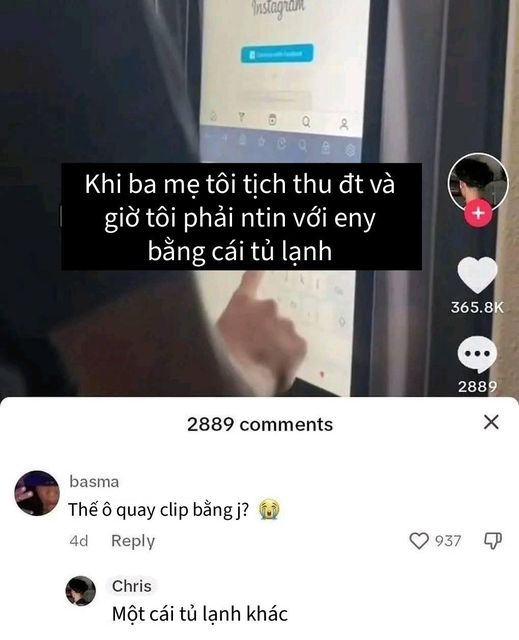 Instagram
Khi ba mẹ tôi tịch thu đt và
giờ tôi phải ntin với eny
bằng cái tủ lạnh
365.8K
2889
2889 comments
basma
Thế ô quay clip bằng j? 😭
4d Reply 937
Chris
Một cái tủ lạnh khác